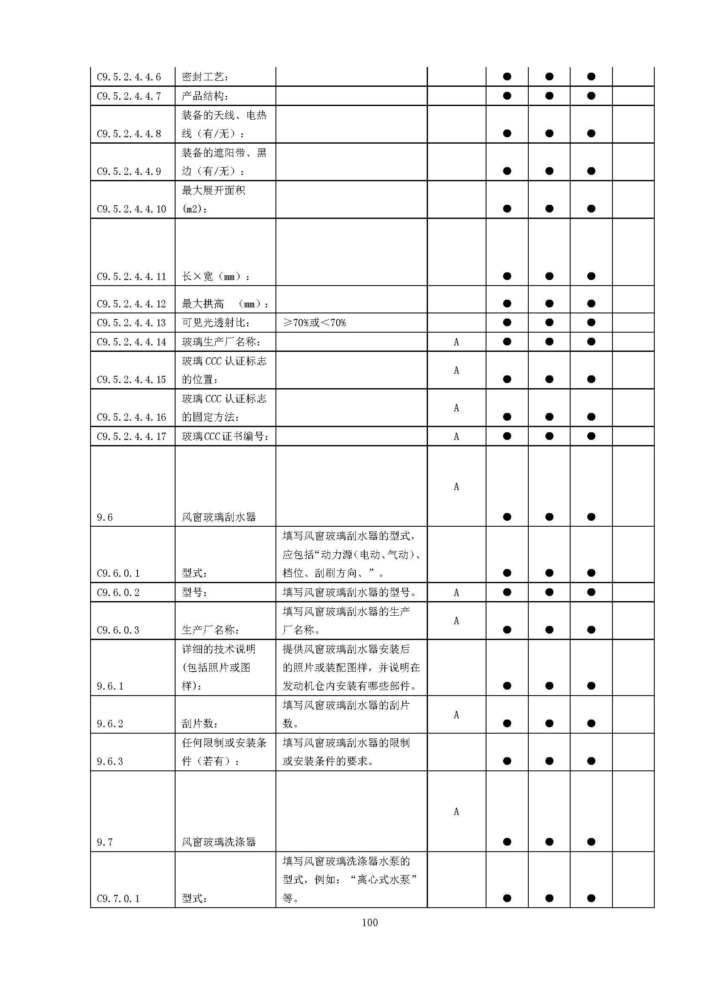 C9.5.2.4.4.6 密封工艺： ● ● ●
C9.5.2.4.4.7 产品结构： ● ● ●
装备的天线、电热
C9.5.2.4.4.8 线（有/无）： ● ● ●
装备的遮阳带、黑
C9.5.2.4.4.9 边（有/无）： ● ● ●
最大展开面积
C9.5.2.4.4.10 (m2)： ● ● ●
C9.5.2.4.4.11 长×宽（mm）： ● ● ●
C9.5.2.4.4.12 最大拱高 （mm）： ● ● ●
C9.5.2.4.4.13 可见光透射比： ≥70%或＜70% ● ● ●
C9.5.2.4.4.14 玻璃生产厂名称： A ● ● ●
玻璃 CCC 认证标志
A
C9.5.2.4.4.15 的位置： ● ● ●
玻璃 CCC 认证标志
A
C9.5.2.4.4.16 的固定方法： ● ● ●
C9.5.2.4.4.17 玻璃CCC证书编号： A ● ● ●
A
9.6 风窗玻璃刮水器 ● ● ●
填写风窗玻璃刮水器的型式，
应包括“动力源（电动、气动）、
C9.6.0.1 型式： 档位、刮刷方向、”。 ● ● ●
C9.6.0.2 型号： 填写风窗玻璃刮水器的型号。 A ● ● ●
填写风窗玻璃刮水器的生产
A
C9.6.0.3 生产厂名称： 厂名称。 ● ● ●
详细的技术说明 提供风窗玻璃刮水器安装后
(包括照片或图 的照片或装配图样，并说明在
9.6.1 样)： 发动机仓内安装有哪些部件。 ● ● ●
填写风窗玻璃刮水器的刮片
A
9.6.2 刮片数： 数。 ● ● ●
任何限制或安装条 填写风窗玻璃刮水器的限制
9.6.3 件（若有）： 或安装条件的要求。 ● ● ●
A
9.7 风窗玻璃洗涤器 ● ● ●
填写风窗玻璃洗涤器水泵的
型式，例如：“离心式水泵”
C9.7.0.1 型式： 等。 ● ● ●
100